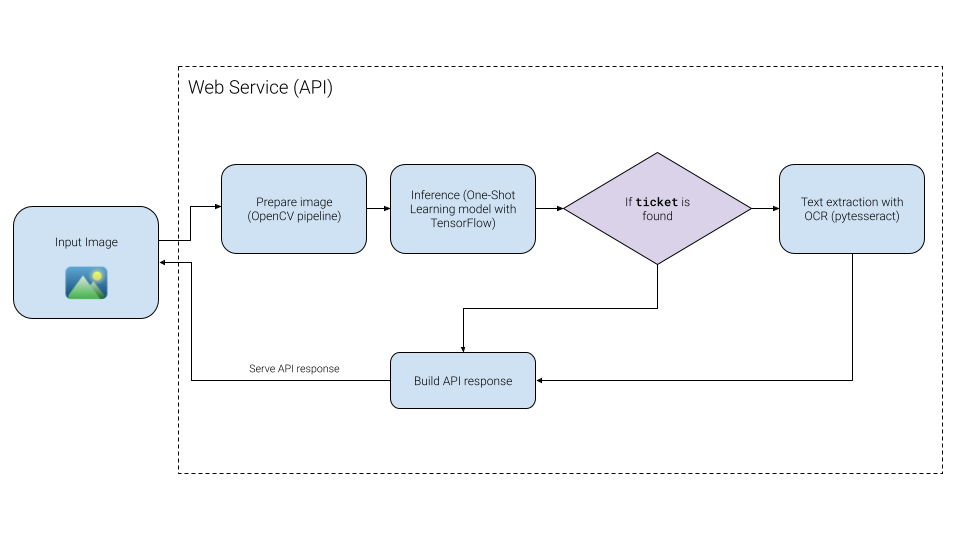 Web Service (API)
Input Image
Prepare image
(OpenCV pipeline)
Inference (One-Shot
Learning model with
TensorFlow)
If ticket is
found
Text extraction with
OCR (pytesseract)
Serve API response
Build API response